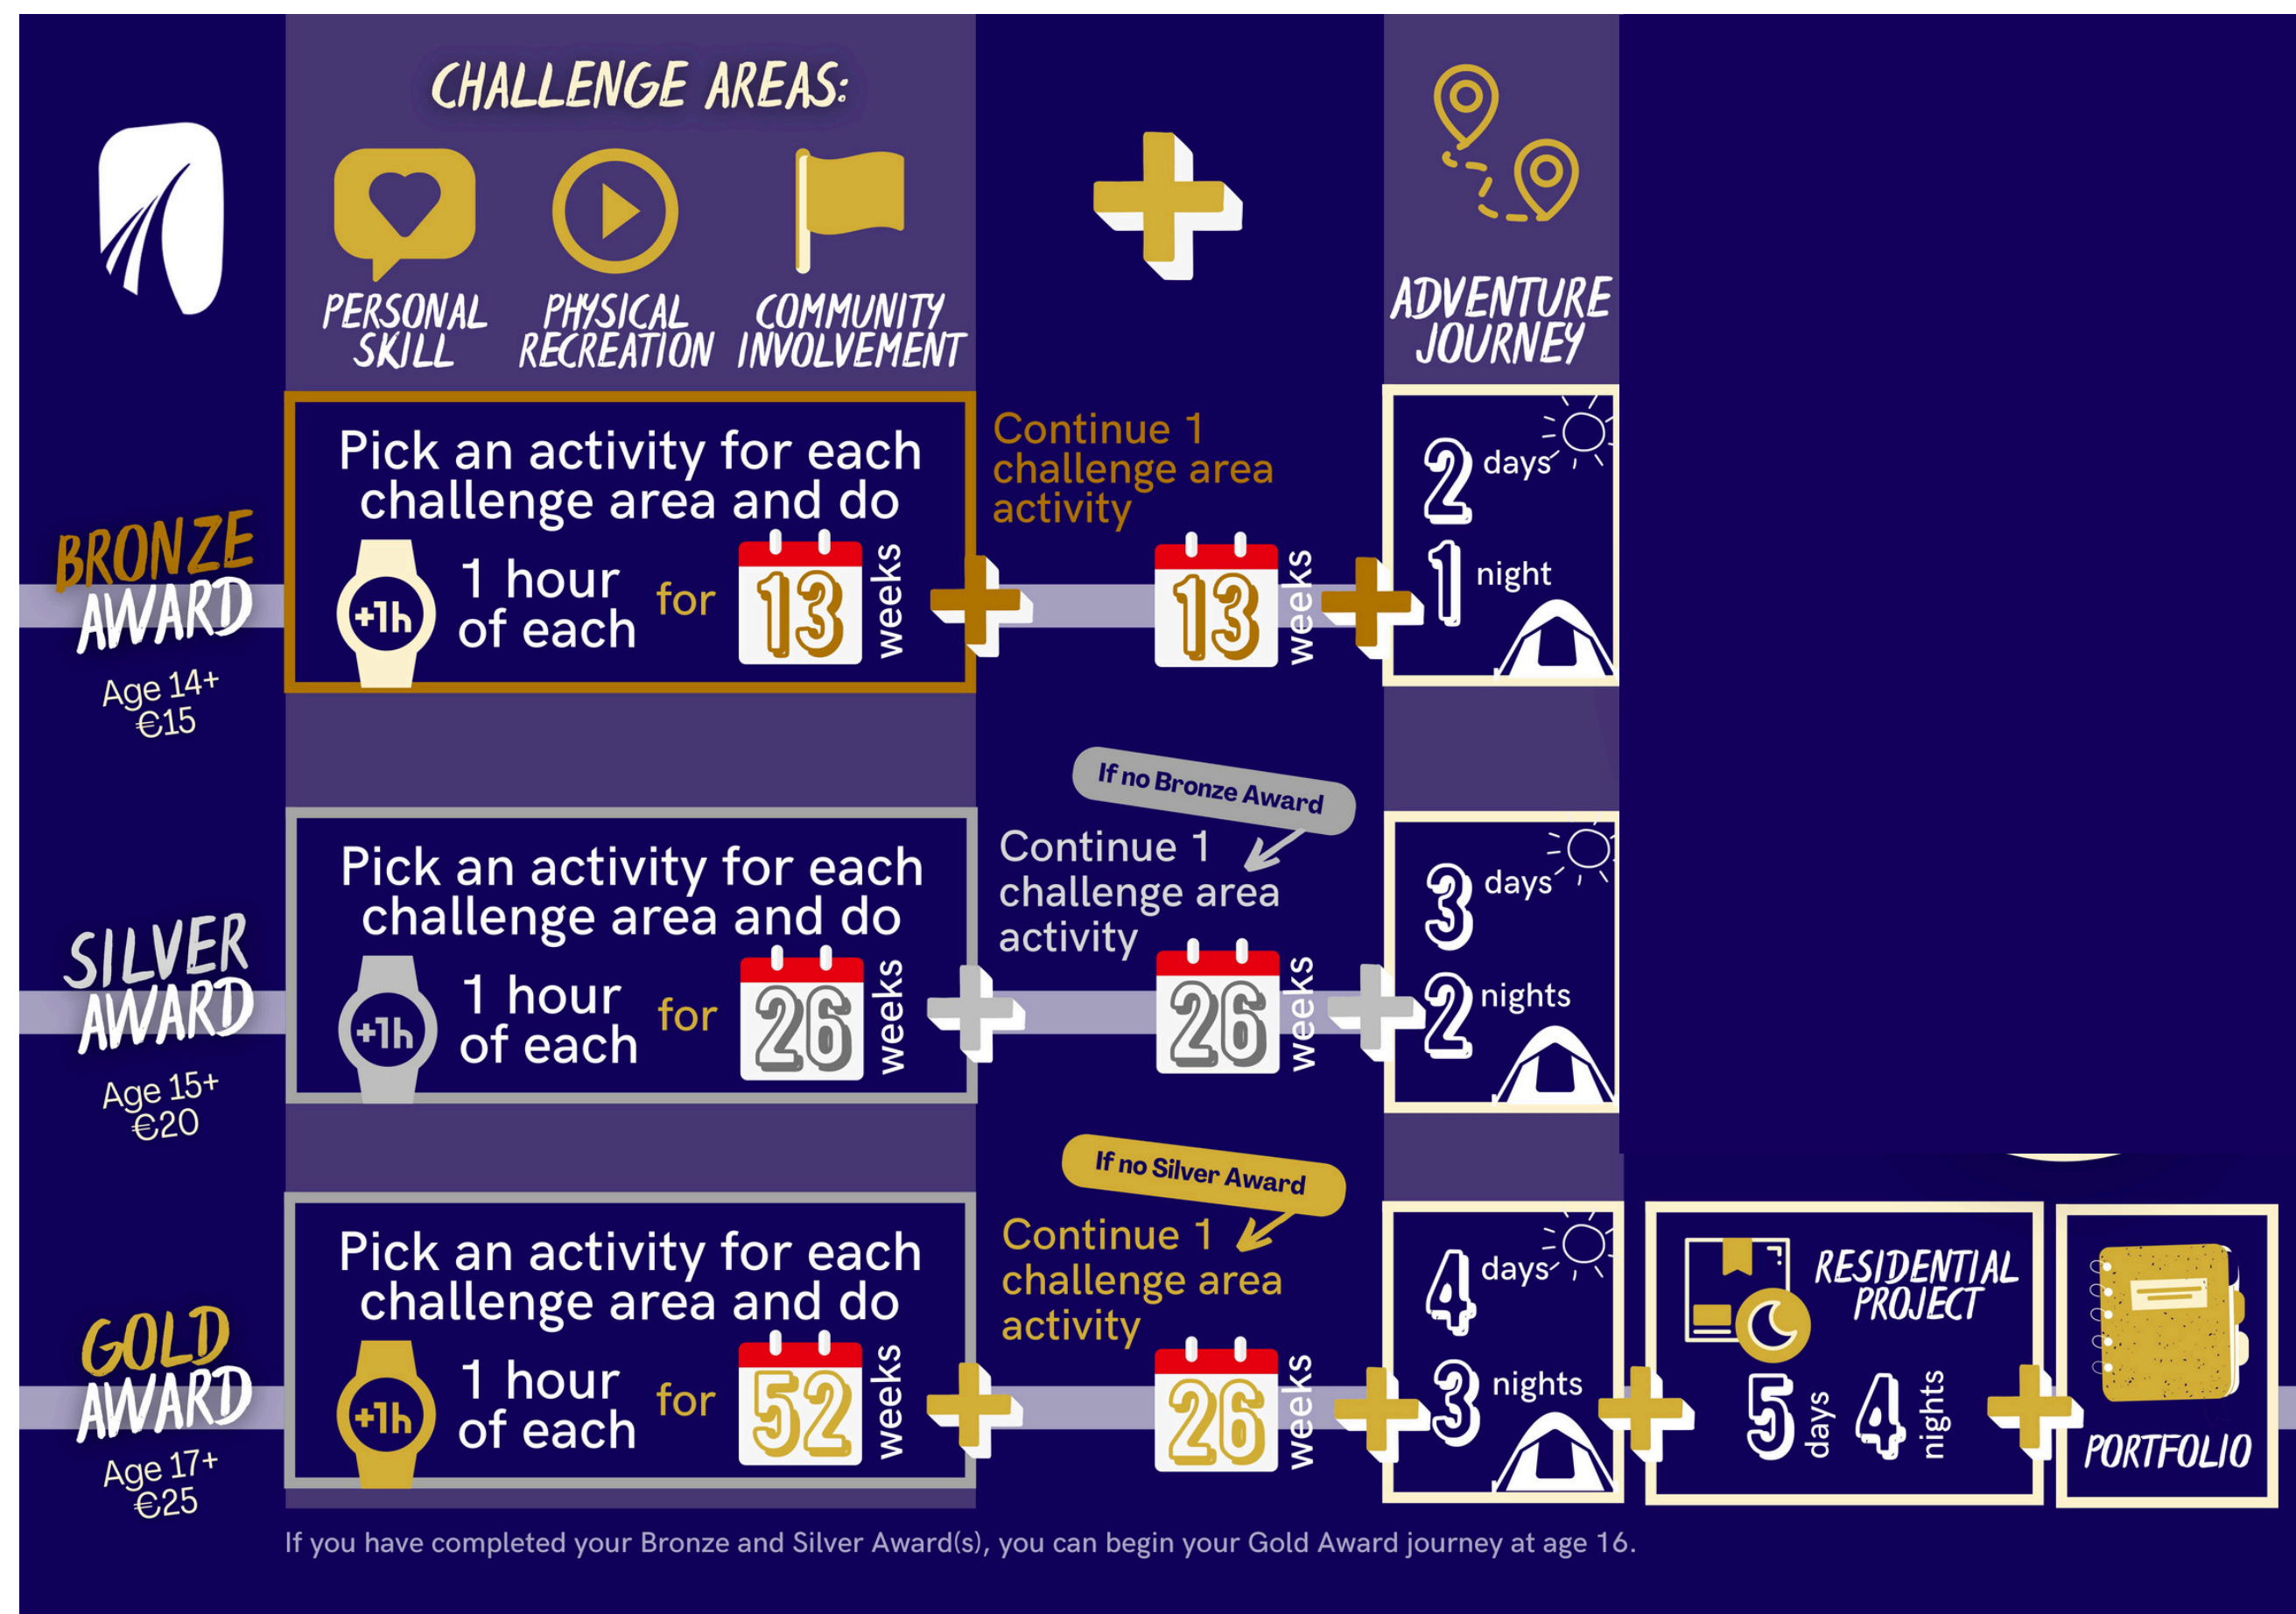 CHALLENGE AREAS:
PERSONAL
SKILL
PHYSICAL
RECREATION
COMMUNITY
INVOLVEMENT
ADVENTURE
JOURNEY
BRONZE
AWARD
Age 14+
€15
Pick an activity for each
challenge area and do
+1h
1 hour
of each
for
13
weeks
Continue 1
challenge area
activity
13
weeks
2 days
1 night
SILVER
AWARD
Age 15+
€20
Pick an activity for each
challenge area and do
+1h
1 hour
of each
for
26
weeks
If no Bronze Award
Continue 1
challenge area
activity
26
weeks
3 days
2 nights
GOLD
AWARD
Age 17+
€25
Pick an activity for each
challenge area and do
+1h
1 hour
of each
for
52
weeks
If no Silver Award
Continue 1
challenge area
activity
26
weeks
4 days
3 nights
RESIDENTIAL
PROJECT
5 days 4 nights
PORTFOLIO
If you have completed your Bronze and Silver Award(s), you can begin your Gold Award journey at age 16.